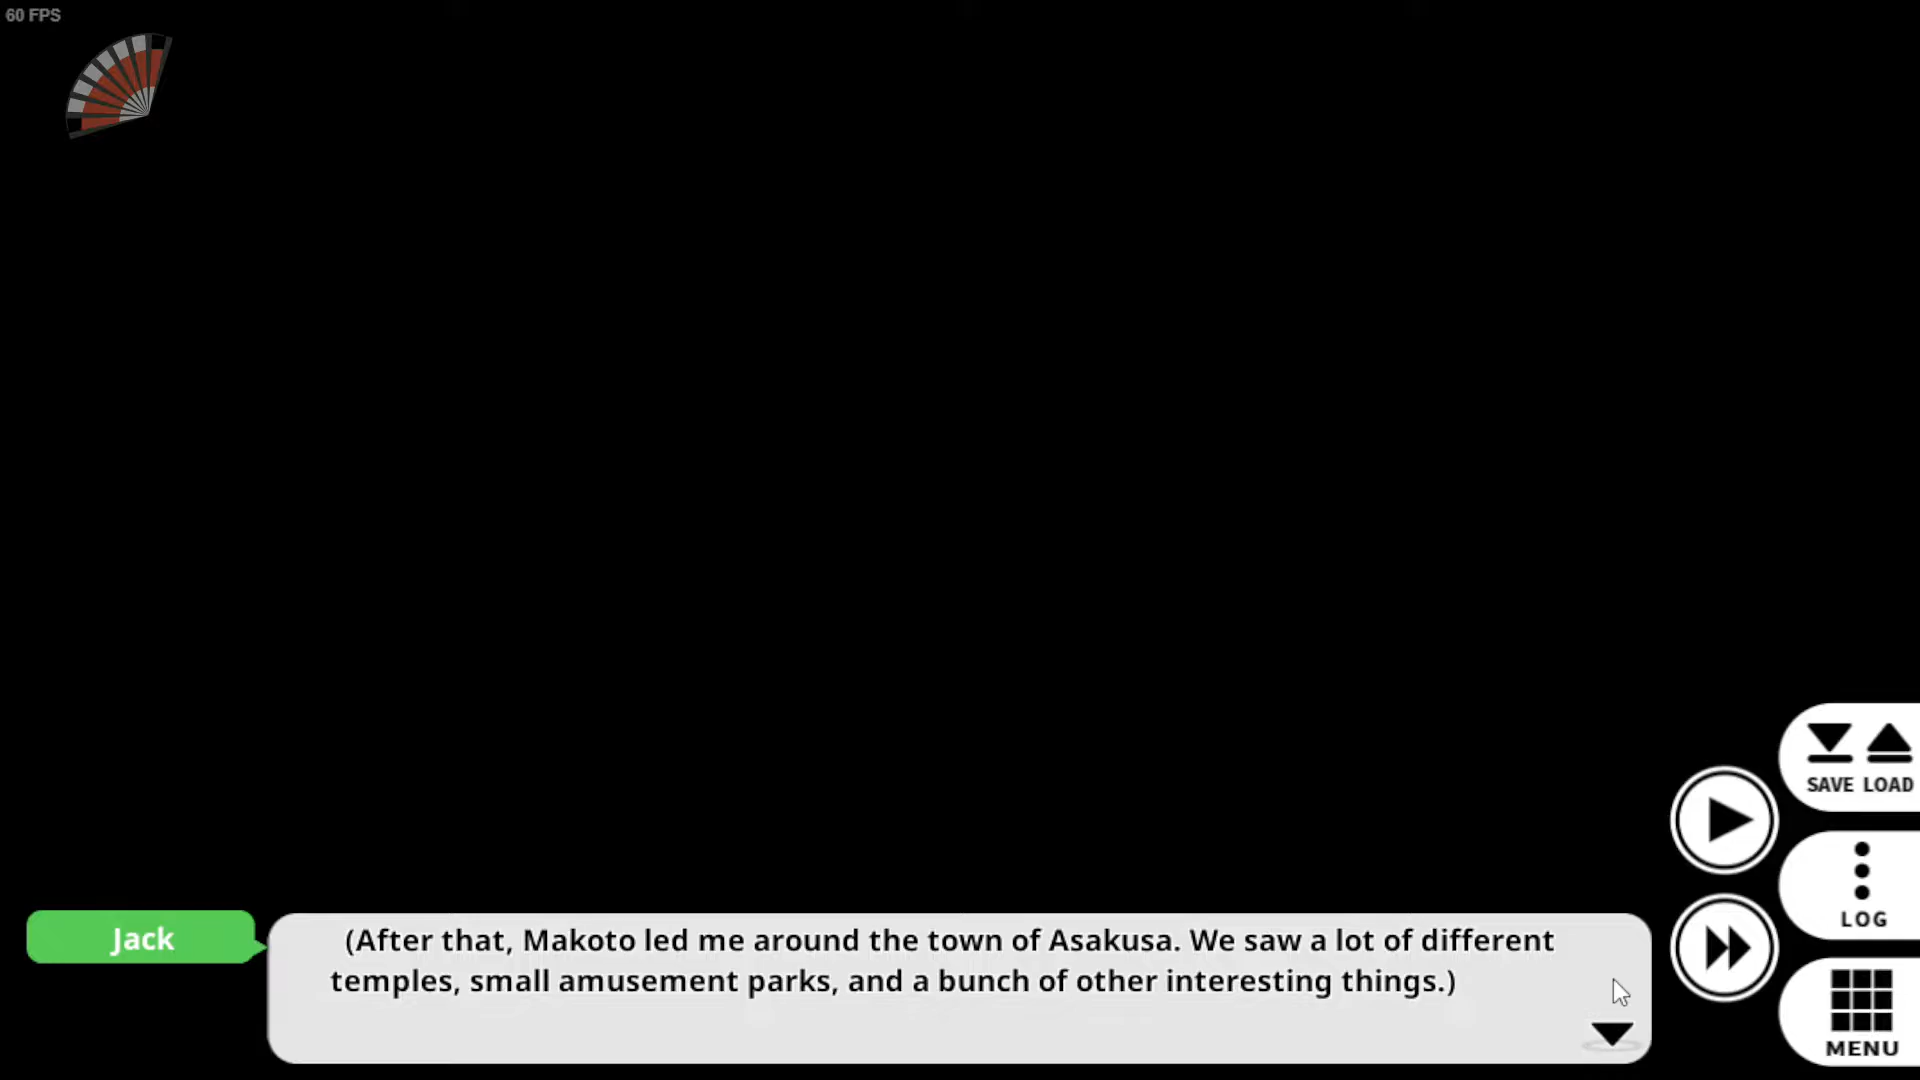 60 FPS
SAVE LOAD
LOG
Jack
(After that, Makoto led me around the town of Asakusa. We saw a lot of different
temples, small amusement parks, and a bunch of other interesting things.)
MENU